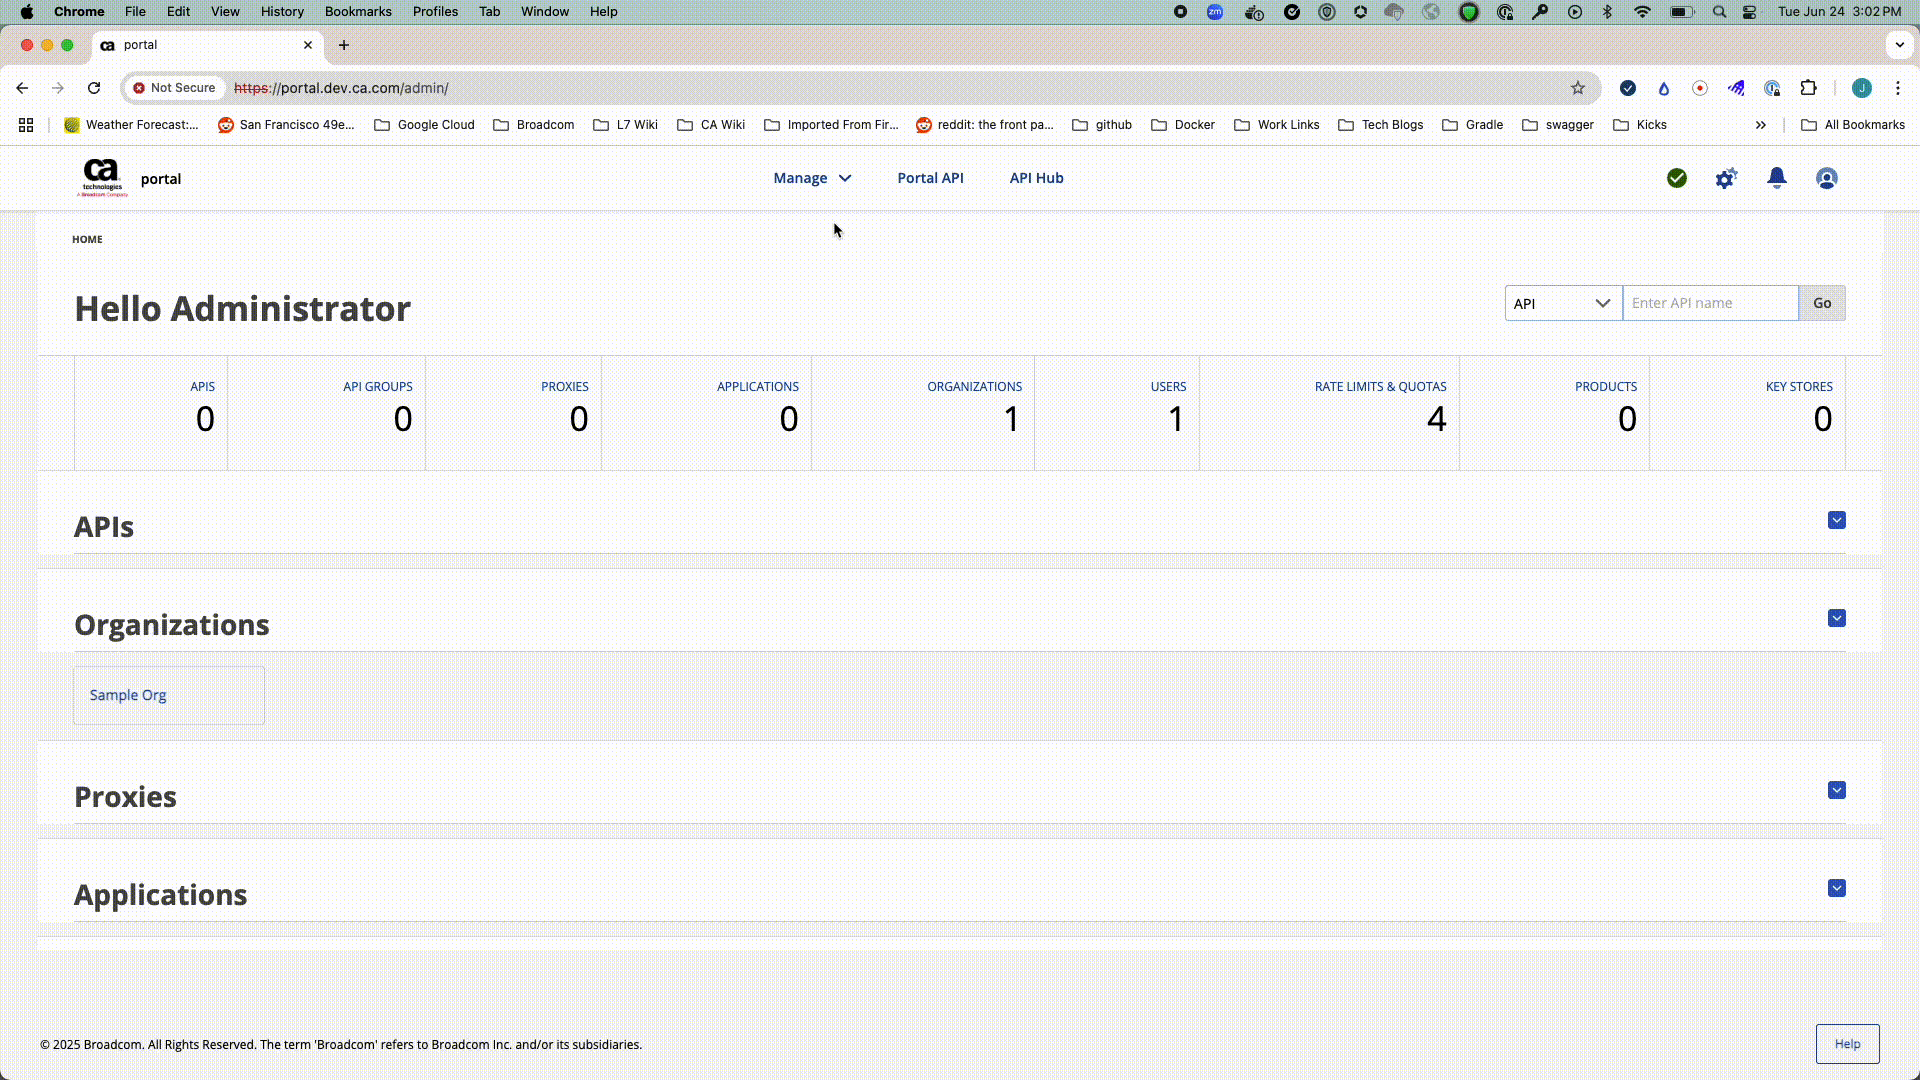 Chrome File Edit View History Bookmarks Profiles Tab Window Help zm Tue Jun 24 3:02 PM
ca portal
Not Secure https://portal.dev.ca.com/admin/ J
Weather Forecast:... San Francisco 49e... Google Cloud Broadcom L7 Wiki CA Wiki Imported From Fir... reddit: the front pa... github Docker Work Links Tech Blogs Gradle swagger Kicks All Bookmarks
ca
technologies
A Broadcom Company
portal Manage Portal API API Hub
HOME
Hello Administrator API Enter API name Go
APIS API GROUPS PROXIES APPLICATIONS ORGANIZATIONS USERS RATE LIMITS & QUOTAS PRODUCTS KEY STORES
0 0 0 0 1 1 4 0 0
APIs
Organizations
Sample Org
Proxies
Applications
© 2025 Broadcom. All Rights Reserved. The term 'Broadcom' refers to Broadcom Inc. and/or its subsidiaries. Help